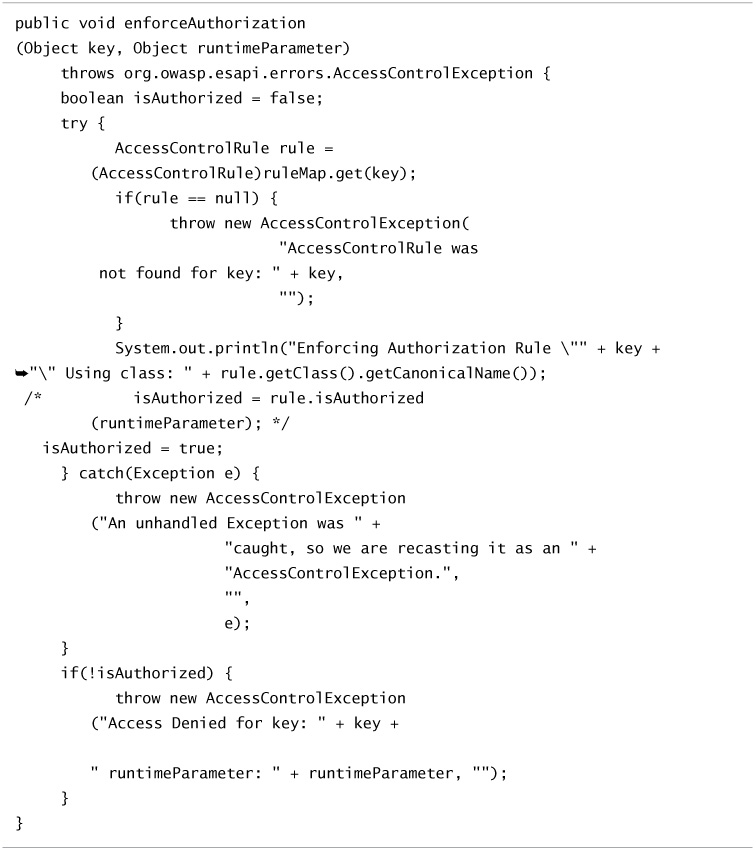 public void enforceAuthorization
(Object key, Object runtimeParameter)
     throws org.owasp.esapi.errors.AccessControlException {
     boolean isAuthorized = false;
     try {
           AccessControlRule rule =
        (AccessControlRule)ruleMap.get(key);
           if(rule == null) {
                 throw new AccessControlException(
                             "AccessControlRule was
         not found for key: " + key,
                             "");
           }
           System.out.println("Enforcing Authorization Rule \"" + key +
➥"\" Using class: " + rule.getClass().getCanonicalName());
 /*          isAuthorized = rule.isAuthorized
        (runtimeParameter); */
   isAuthorized = true;
     } catch(Exception e) {
           throw new AccessControlException
        ("An unhandled Exception was " +
                       "caught, so we are recasting it as an " +
                       "AccessControlException.",
                       "",
                       e);
     }
     if(!isAuthorized) {
           throw new AccessControlException
        ("Access Denied for key: " + key +
        " runtimeParameter: " + runtimeParameter, "");
     }
}